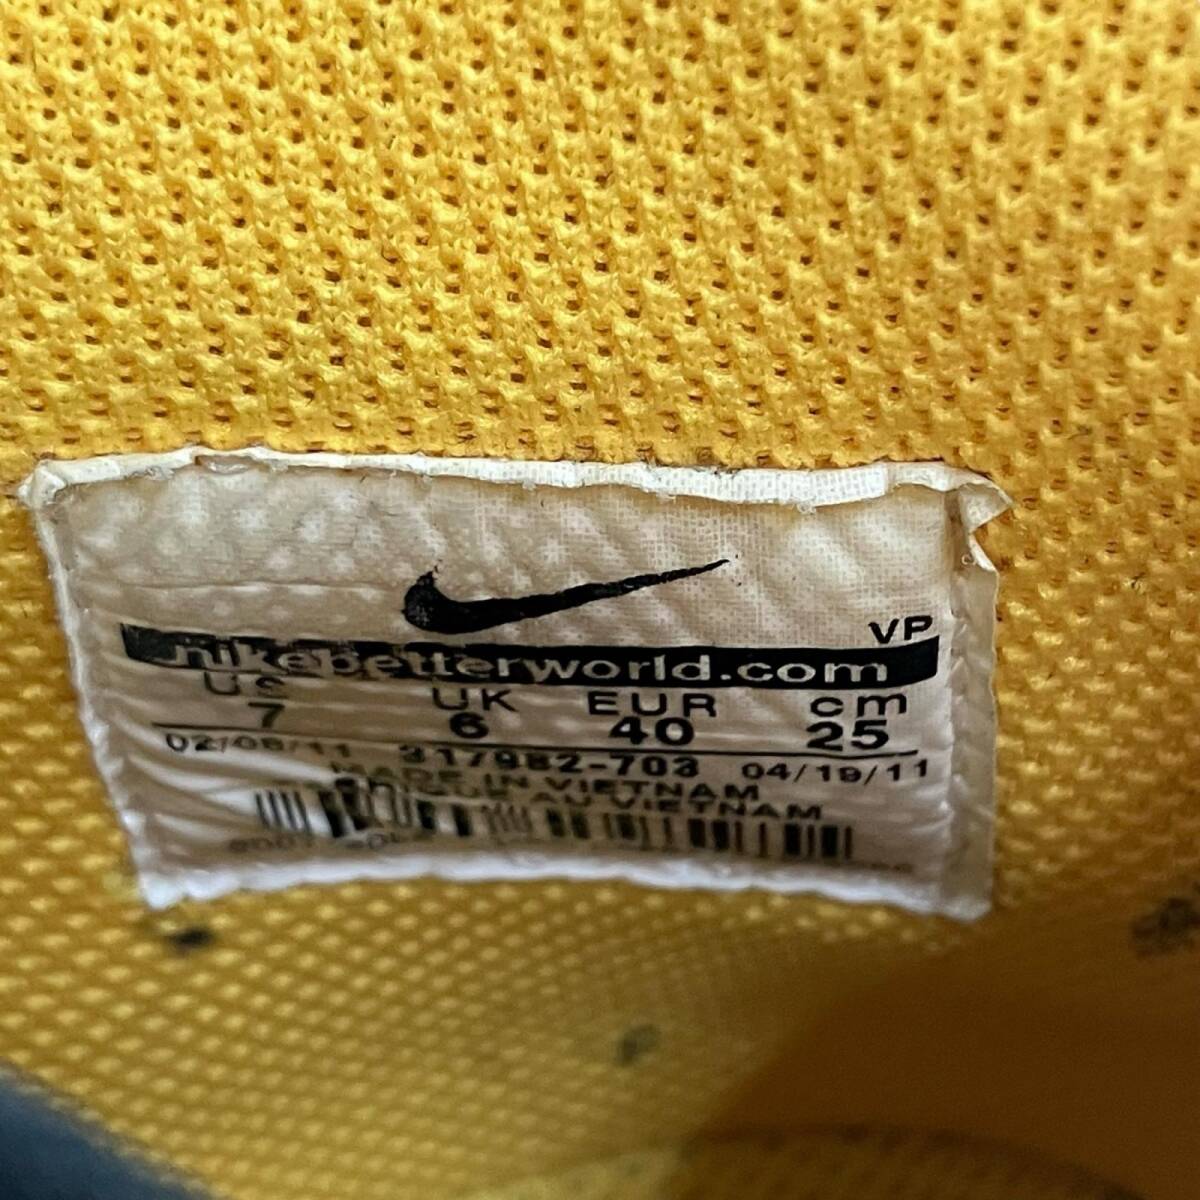 VP
nikebetterworld.com
US UK EUR cm
7 6 40 25
02/08/11 317982-703 04/19/11
MADE IN VIETNAM
FABRIQUE AU VIETNAM